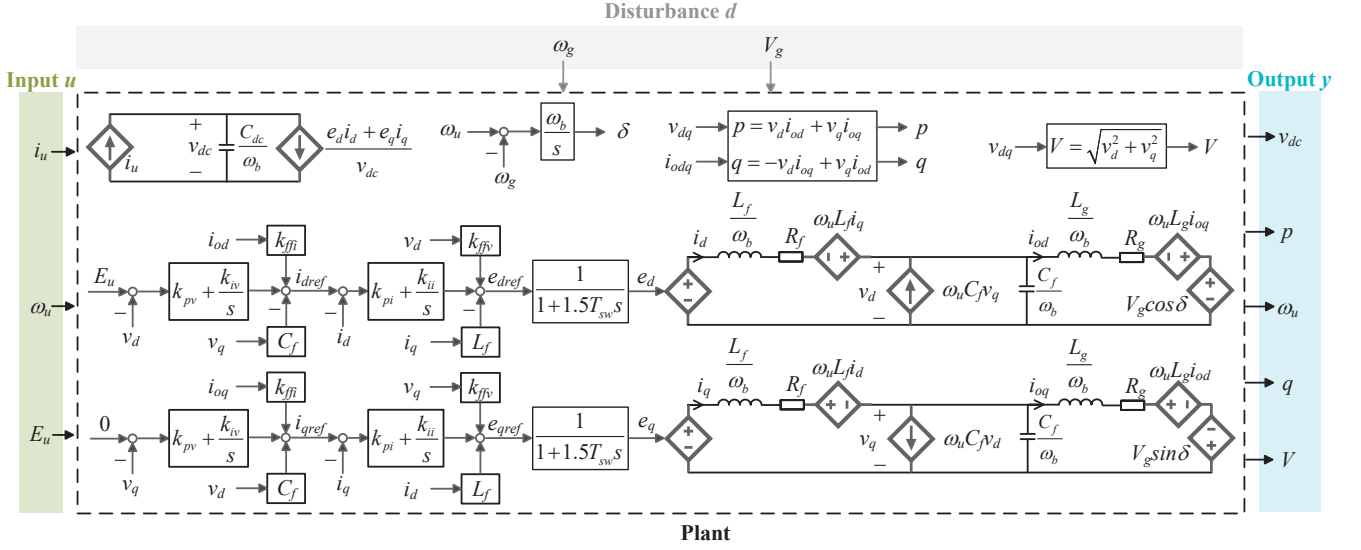 Disturbance d
ω_g V_g
Input u
Output y
i_u
ω_u
E_u
i_u + v_dc − C_dc/ω_b (e_d i_d + e_q i_q)/v_dc
ω_u − ω_g ω_b/s δ
v_dq i_odq p = v_d i_od + v_q i_oq p
q = −v_d i_oq + v_q i_od q
v_dq V = √(v_d^2 + v_q^2) V
i_od k_ffi v_d k_ffv
E_u − v_d k_pv + k_iv/s i_dref − − i_d k_pi + k_ii/s e_dref − 1/(1+1.5T_sw s) e_d
v_q C_f i_q L_f
+ − i_d L_f/ω_b R_f ω_u L_f i_q − + + v_d − ω_u C_f v_q C_f/ω_b i_od L_g/ω_b R_g ω_u L_g i_oq − + + − V_g cosδ
i_oq k_ffi v_q k_ffv
0 − v_q k_pv + k_iv/s i_qref − i_q k_pi + k_ii/s e_qref 1/(1+1.5T_sw s) e_q
v_d C_f i_d L_f
+ − i_q L_f/ω_b R_f ω_u L_f i_d + − + v_q − ω_u C_f v_d C_f/ω_b i_oq L_g/ω_b R_g ω_u L_g i_od + − − + V_g sinδ
v_dc
p
ω_u
q
V
Plant